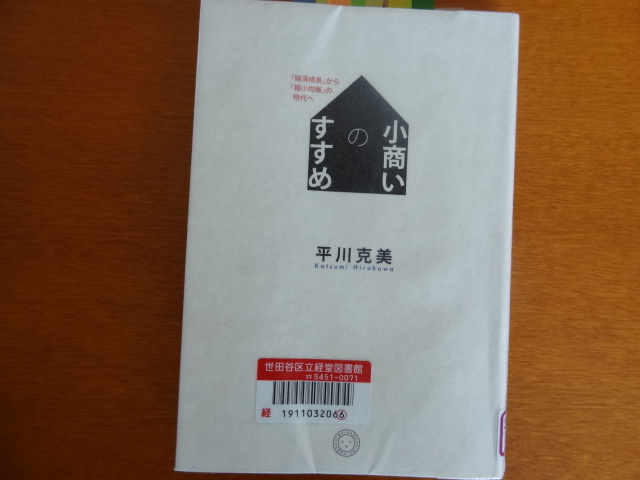 「経済成長」から
「縮小均衡」の
時代へ
小商い
の
すすめ
平川克美
Katsumi Hirakawa
世田谷区立経堂図書館
☎5451-0071
経 1911032066